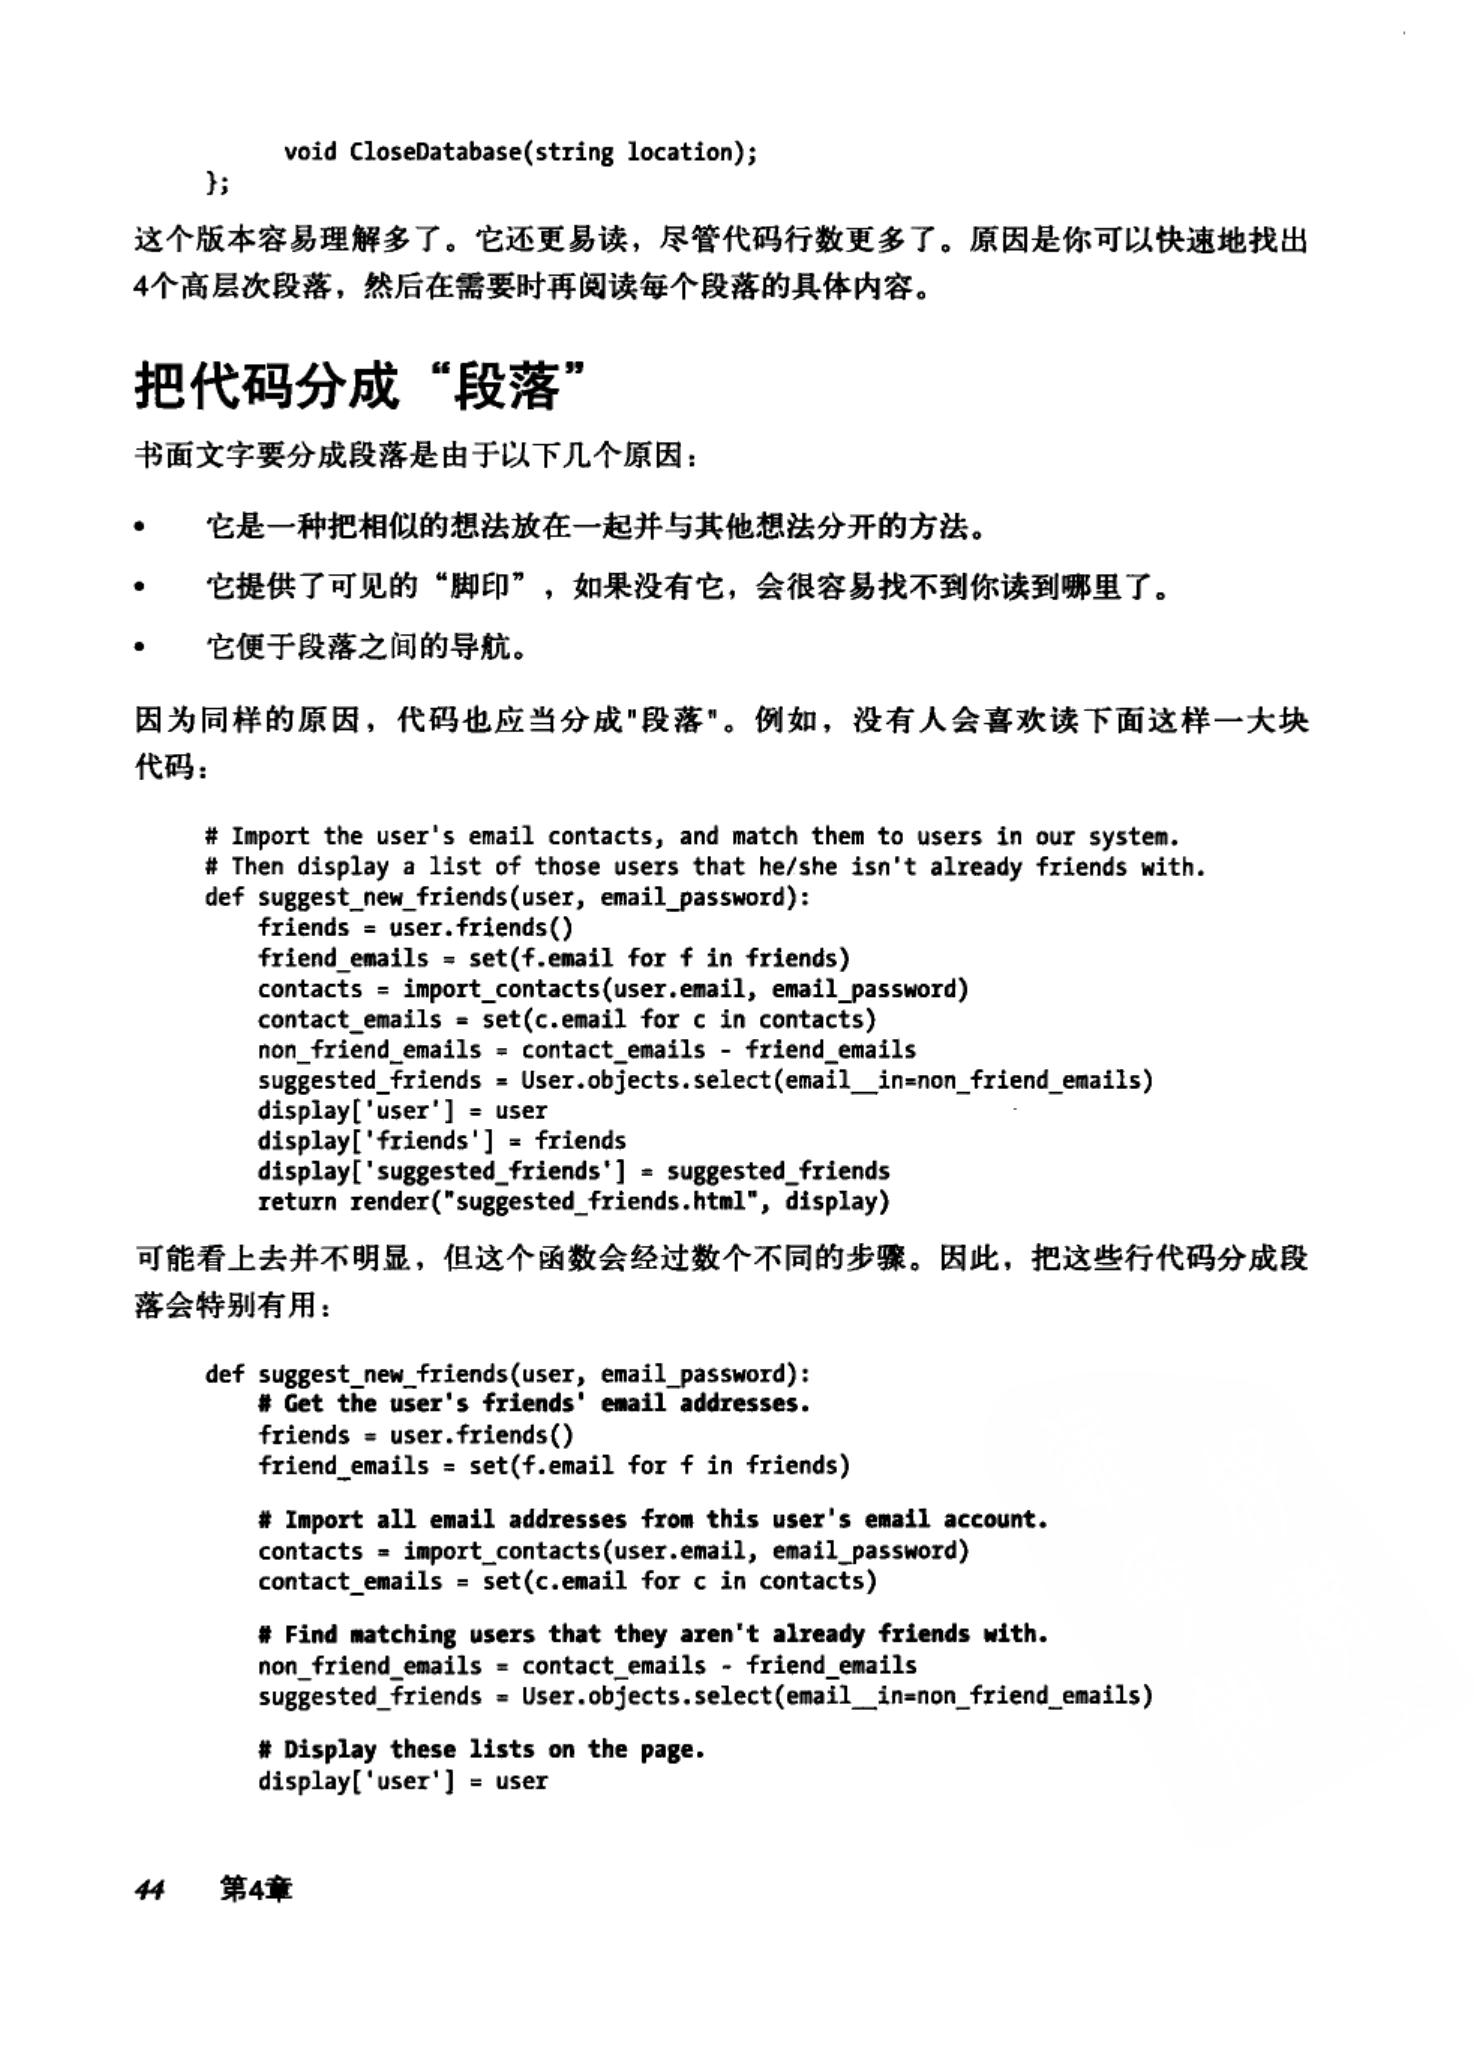 void CloseDatabase(string location);
};
这个版本容易理解多了。它还更易读，尽管代码行数更多了。原因是你可以快速地找出
4个高层次段落，然后在需要时再阅读每个段落的具体内容。
把代码分成“段落”
书面文字要分成段落是由于以下几个原因：
• 它是一种把相似的想法放在一起并与其他想法分开的方法。
• 它提供了可见的“脚印”，如果没有它，会很容易找不到你读到哪里了。
• 它便于段落之间的导航。
因为同样的原因，代码也应当分成"段落"。例如，没有人会喜欢读下面这样一大块
代码：
# Import the user's email contacts, and match them to users in our system.
# Then display a list of those users that he/she isn't already friends with.
def suggest_new_friends(user, email_password):
    friends = user.friends()
    friend_emails = set(f.email for f in friends)
    contacts = import_contacts(user.email, email_password)
    contact_emails = set(c.email for c in contacts)
    non_friend_emails = contact_emails - friend_emails
    suggested_friends = User.objects.select(email__in=non_friend_emails)
    display['user'] = user
    display['friends'] = friends
    display['suggested_friends'] = suggested_friends
    return render("suggested_friends.html", display)
可能看上去并不明显，但这个函数会经过数个不同的步骤。因此，把这些行代码分成段
落会特别有用：
def suggest_new_friends(user, email_password):
    # Get the user's friends' email addresses.
    friends = user.friends()
    friend_emails = set(f.email for f in friends)
    # Import all email addresses from this user's email account.
    contacts = import_contacts(user.email, email_password)
    contact_emails = set(c.email for c in contacts)
    # Find matching users that they aren't already friends with.
    non_friend_emails = contact_emails - friend_emails
    suggested_friends = User.objects.select(email__in=non_friend_emails)
    # Display these lists on the page.
    display['user'] = user
44 第4章